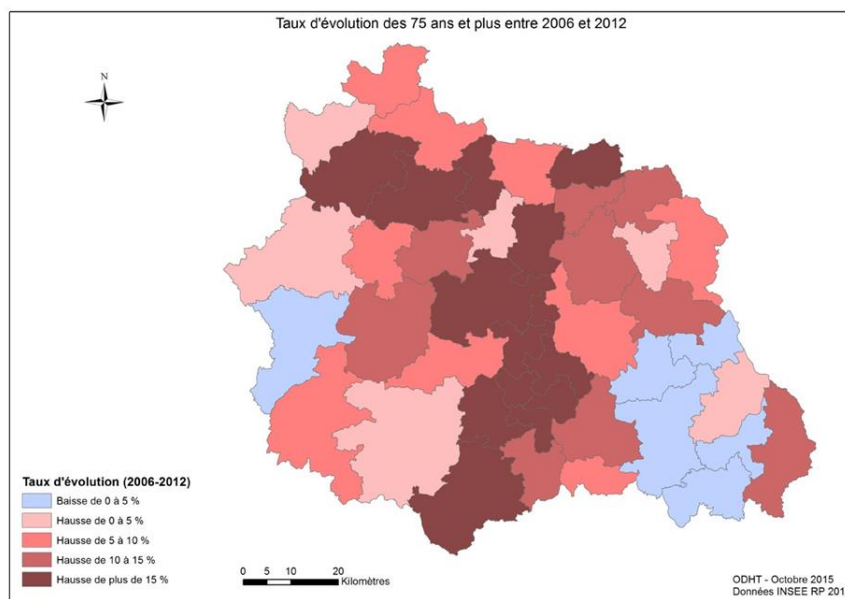 Taux d'évolution des 75 ans et plus entre 2006 et 2012
N
Taux d'évolution (2006-2012)
Baisse de 0 à 5 %
Hausse de 0 à 5 %
Hausse de 5 à 10 %
Hausse de 10 à 15 %
Hausse de plus de 15 %
0 5 10 20
Kilomètres
ODHT - Octobre 2015
Données INSEE RP 201